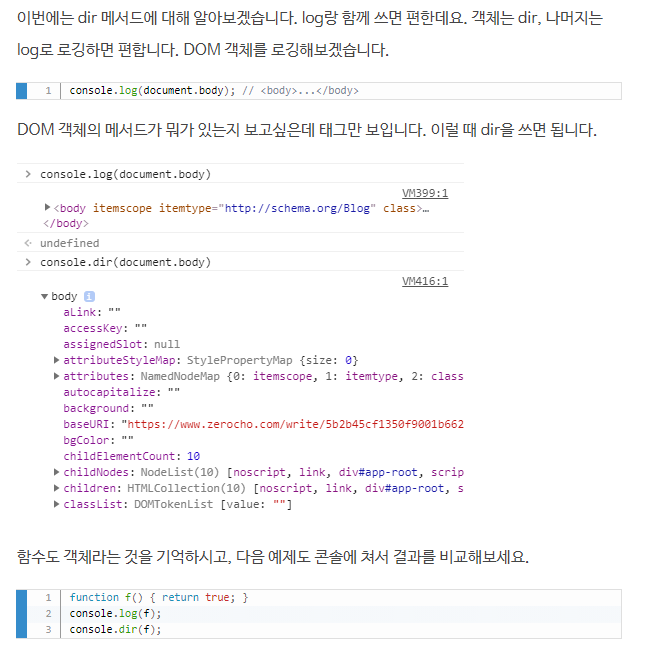 이번에는 dir 메서드에 대해 알아보겠습니다. log랑 함께 쓰면 편한데요. 객체는 dir, 나머지는
log로 로깅하면 편합니다. DOM 객체를 로깅해보겠습니다.
1 console.log(document.body); // <body>...</body>
DOM 객체의 메서드가 뭐가 있는지 보고싶은데 태그만 보입니다. 이럴 때 dir을 쓰면 됩니다.
> console.log(document.body)
VM399:1
▶<body itemscope itemtype="http://schema.org/Blog" class>…
</body>
<· undefined
> console.dir(document.body)
VM416:1
▼body i
aLink: ""
accessKey: ""
assignedSlot: null
▶attributeStyleMap: StylePropertyMap {size: 0}
▶attributes: NamedNodeMap {0: itemscope, 1: itemtype, 2: class
autocapitalize: ""
background: ""
baseURI: "https://www.zerocho.com/write/5b2b45cf1350f9001b662
bgColor: ""
childElementCount: 10
▶childNodes: NodeList(10) [noscript, link, div#app-root, scrip
▶children: HTMLCollection(10) [noscript, link, div#app-root, s
▶classList: DOMTokenList [value: ""]
함수도 객체라는 것을 기억하시고, 다음 예제도 콘솔에 쳐서 결과를 비교해보세요.
1 function f() { return true; }
2 console.log(f);
3 console.dir(f);